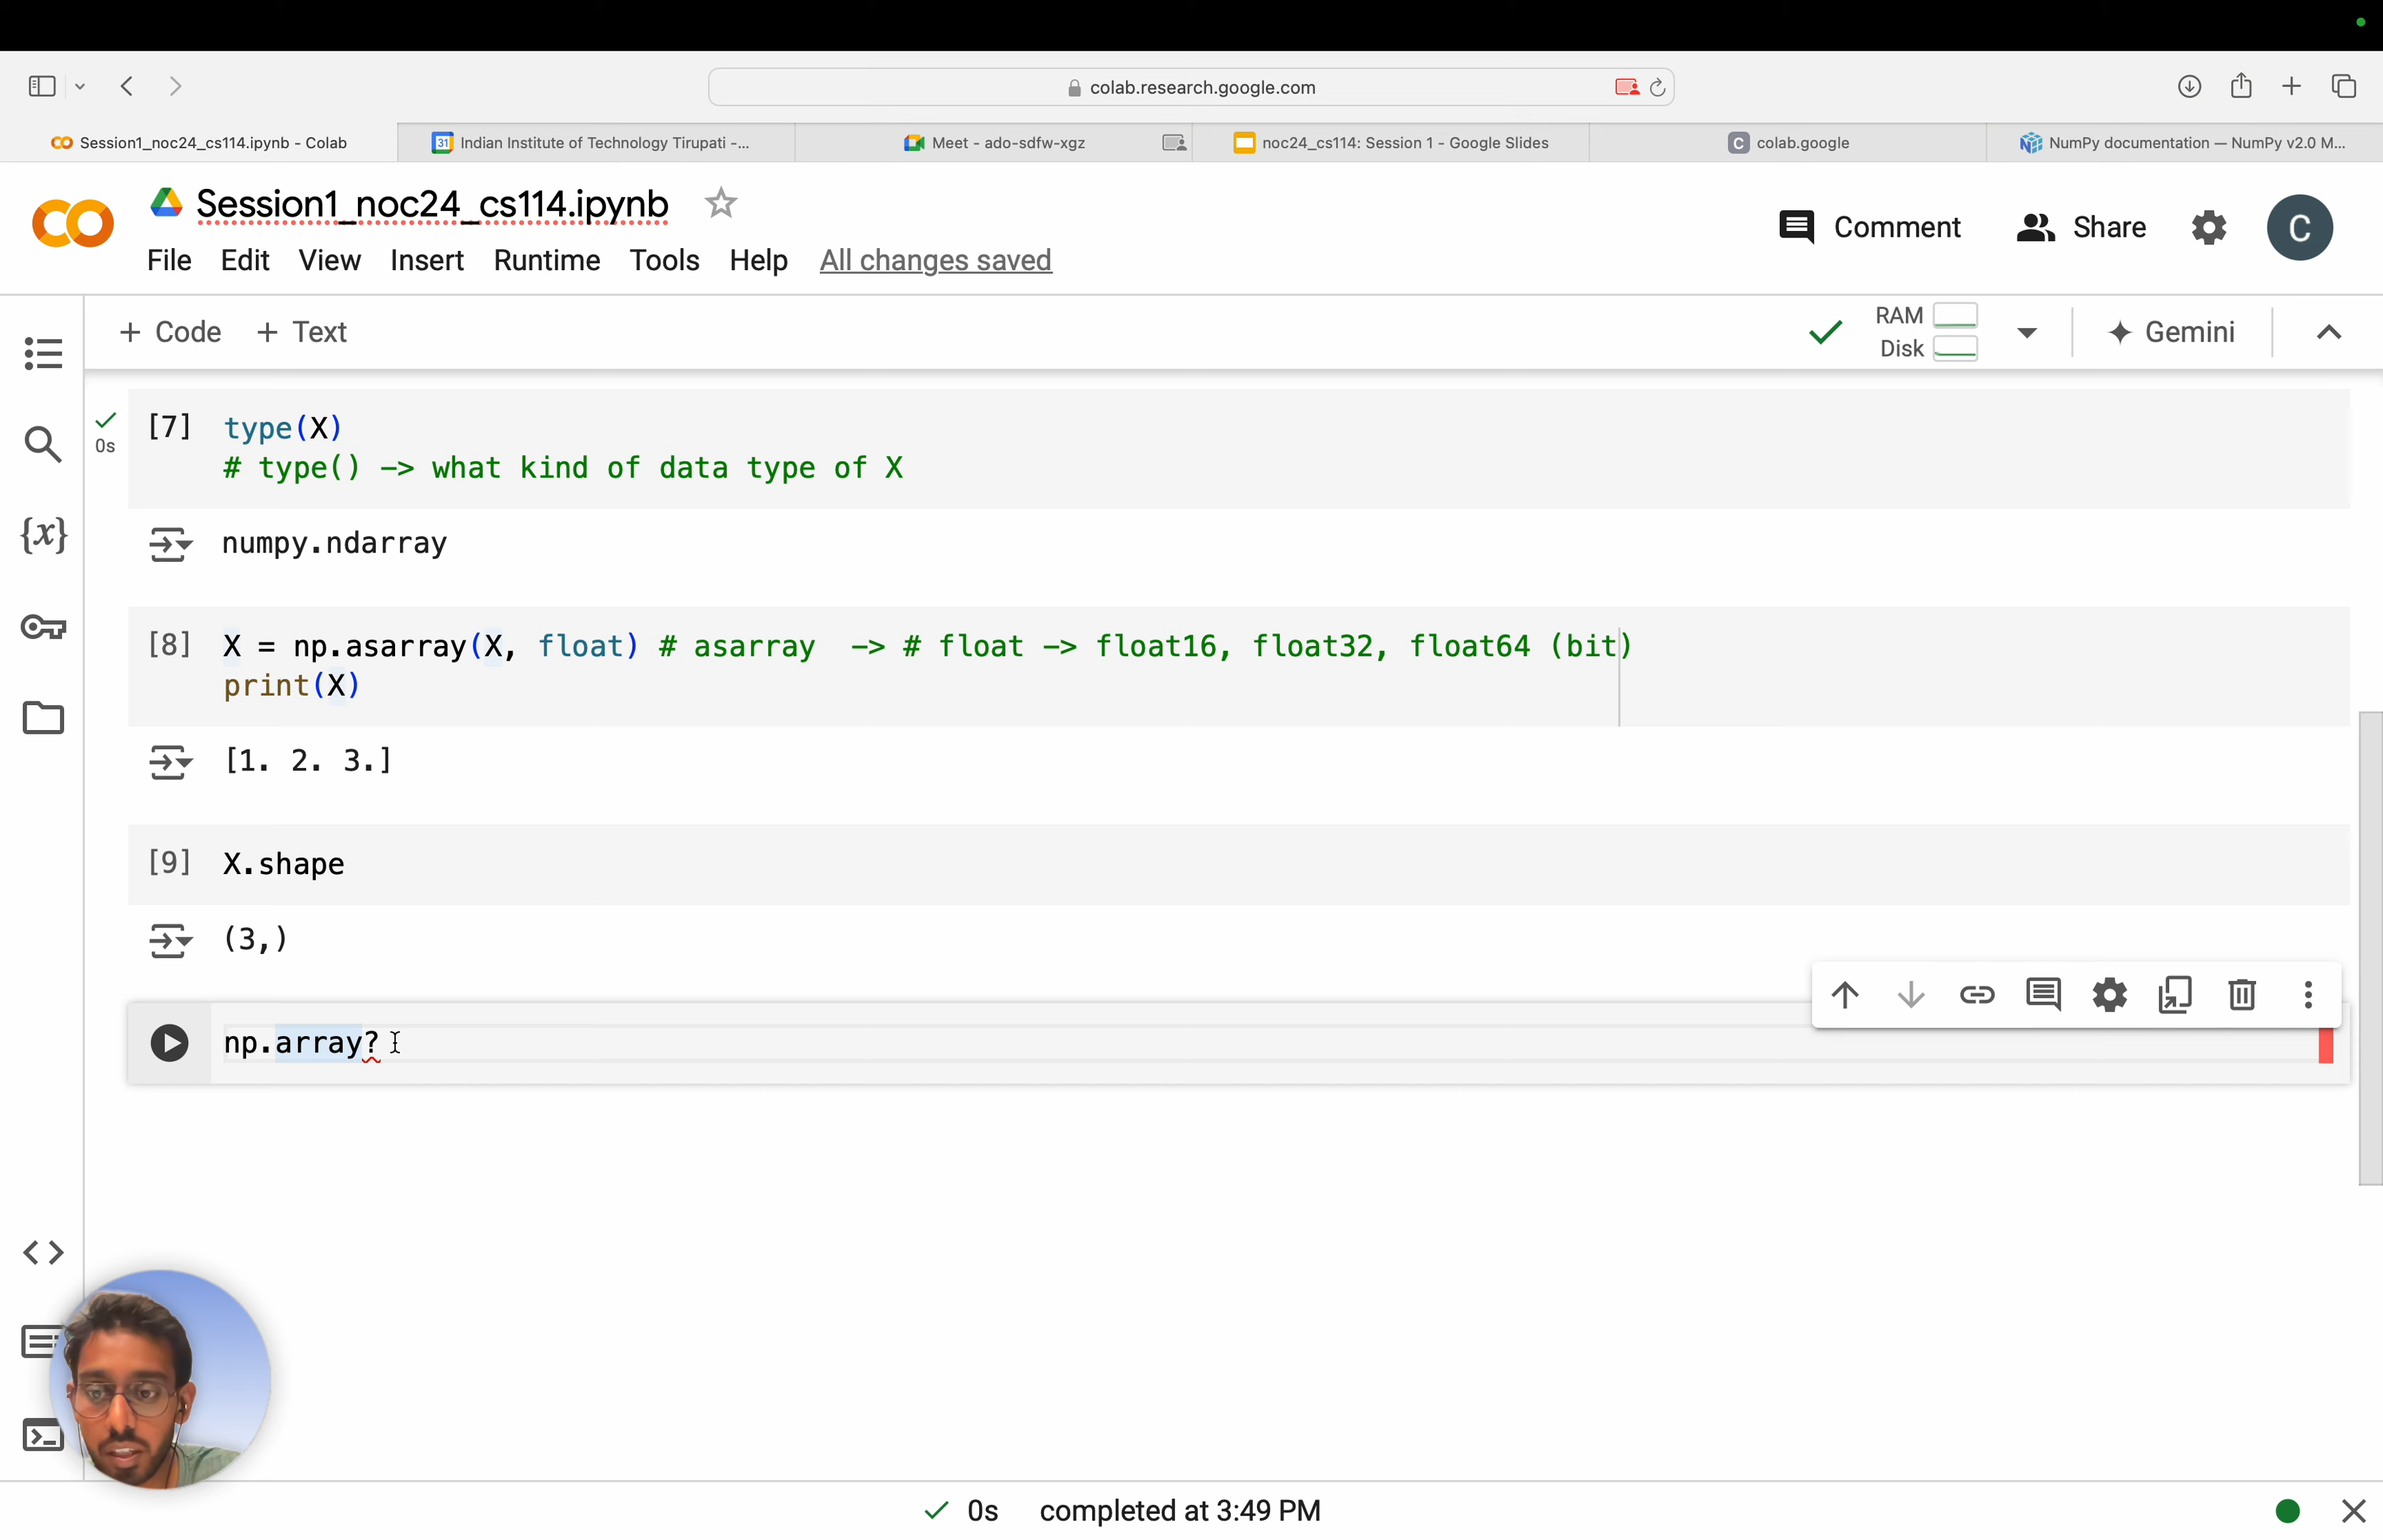 colab.research.google.com
Session1_noc24_cs114.ipynb - Colab
31 Indian Institute of Technology Tirupati -...
Meet - ado-sdfw-xgz
noc24_cs114: Session 1 - Google Slides
C colab.google
NumPy documentation — NumPy v2.0 M...
Session1_noc24_cs114.ipynb
Comment
Share
C
File Edit View Insert Runtime Tools Help All changes saved
+ Code + Text
RAM
Disk
Gemini
[7] type(X)
0s
# type() -> what kind of data type of X
numpy.ndarray
{x}
[8] X = np.asarray(X, float) # asarray  -> # float -> float16, float32, float64 (bit)
print(X)
[1. 2. 3.]
[9] X.shape
(3,)
np.array?
0s completed at 3:49 PM